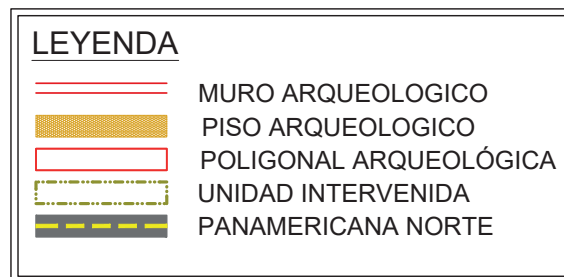 LEYENDA
MURO ARQUEOLOGICO
PISO ARQUEOLOGICO
POLIGONAL ARQUEOLÓGICA
UNIDAD INTERVENIDA
PANAMERICANA NORTE